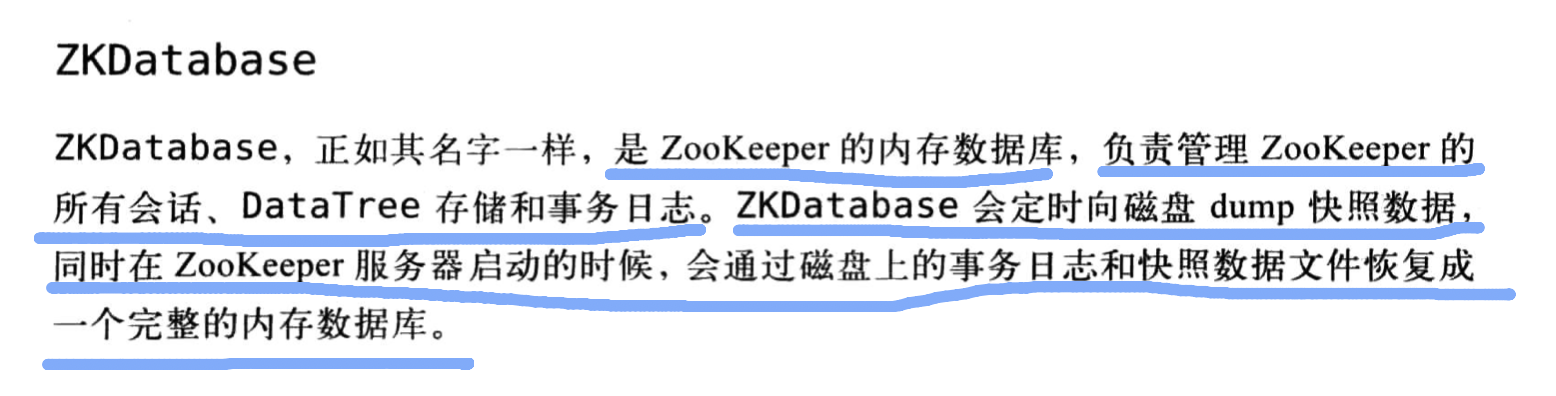 ZKDatabase
ZKDatabase，正如其名字一样，是 ZooKeeper 的内存数据库，负责管理 ZooKeeper 的
所有会话、DataTree 存储和事务日志。ZKDatabase 会定时向磁盘 dump 快照数据，
同时在 ZooKeeper 服务器启动的时候，会通过磁盘上的事务日志和快照数据文件恢复成
一个完整的内存数据库。